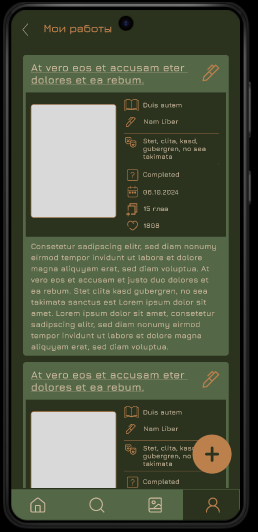 Мои работы
At vero eos et accusam eter
dolores et ea rebum.
Duis autem
Nam Liber
Stet, clita, kasd,
gubergren, no sea
takimata
Completed
06.10.2024
15 глав
1808
Consetetur sadipscing elitr, sed diam nonumy
eirmod tempor invidunt ut labore et dolore
magna aliquyam erat, sed diam voluptua. At
vero eos et accusam et justo duo dolores et
ea rebum. Stet clita kasd gubergren, no sea
takimata sanctus est Lorem ipsum dolor sit
amet. Lorem ipsum dolor sit amet, consetetur
sadipscing elitr, sed diam nonumy eirmod
tempor invidunt ut labore et dolore magna
aliquyam erat, sed diam voluptua.
At vero eos et accusam eter
dolores et ea rebum.
Duis autem
Nam Liber
Stet, clita, kas
gubergren, no
takimata
Completed